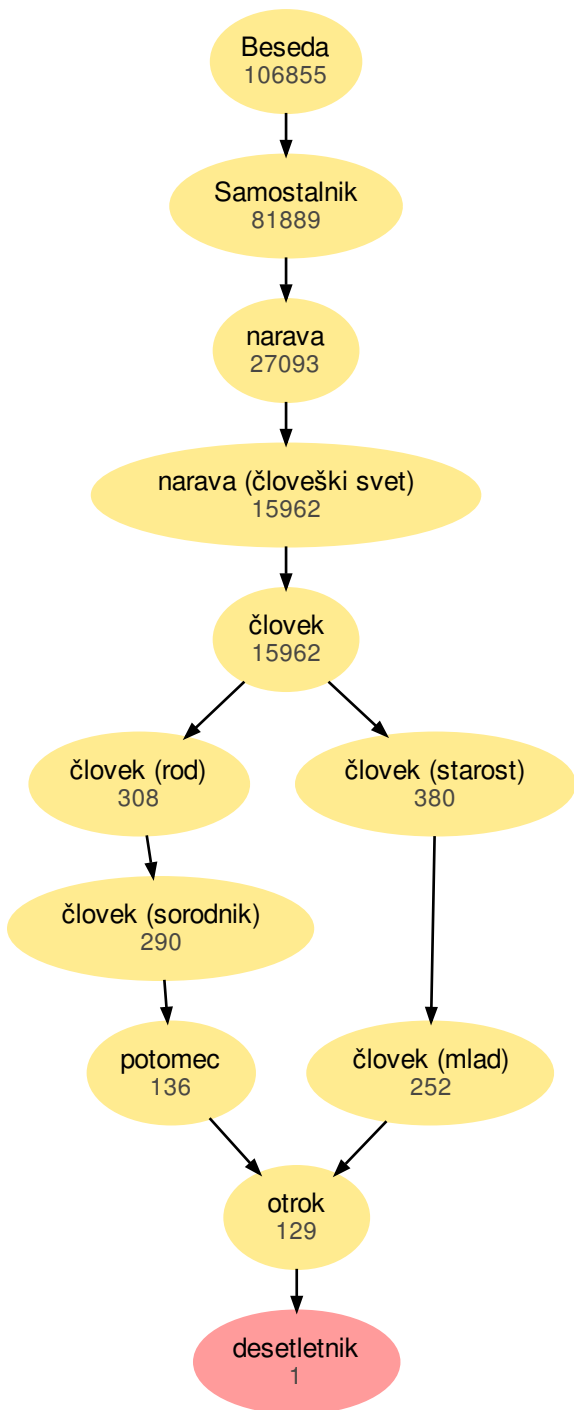 Beseda
106855
Samostalnik
81889
narava
27093
narava (človeški svet)
15962
človek
15962
človek (rod)
308
človek (starost)
380
človek (sorodnik)
290
potomec
136
človek (mlad)
252
otrok
129
desetletnik
1